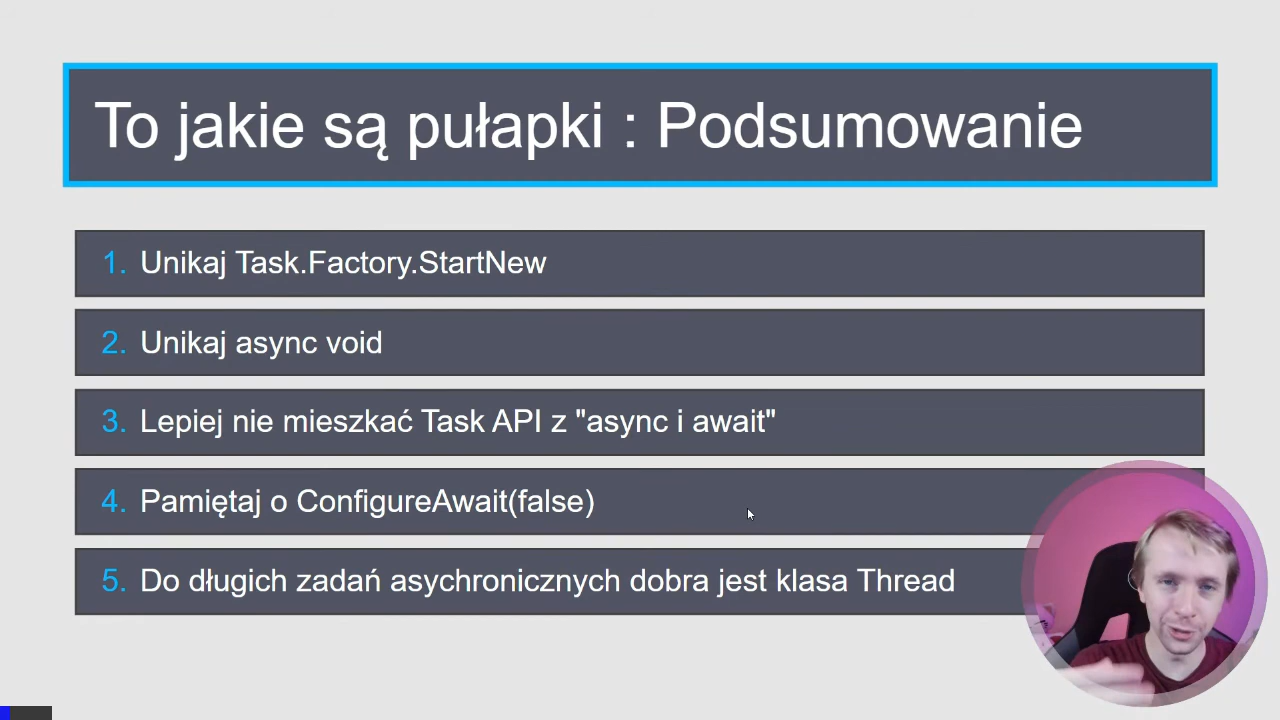 To jakie są pułapki : Podsumowanie
1. Unikaj Task.Factory.StartNew
2. Unikaj async void
3. Lepiej nie mieszkać Task API z "async i await"
4. Pamiętaj o ConfigureAwait(false)
5. Do długich zadań asychronicznych dobra jest klasa Thread